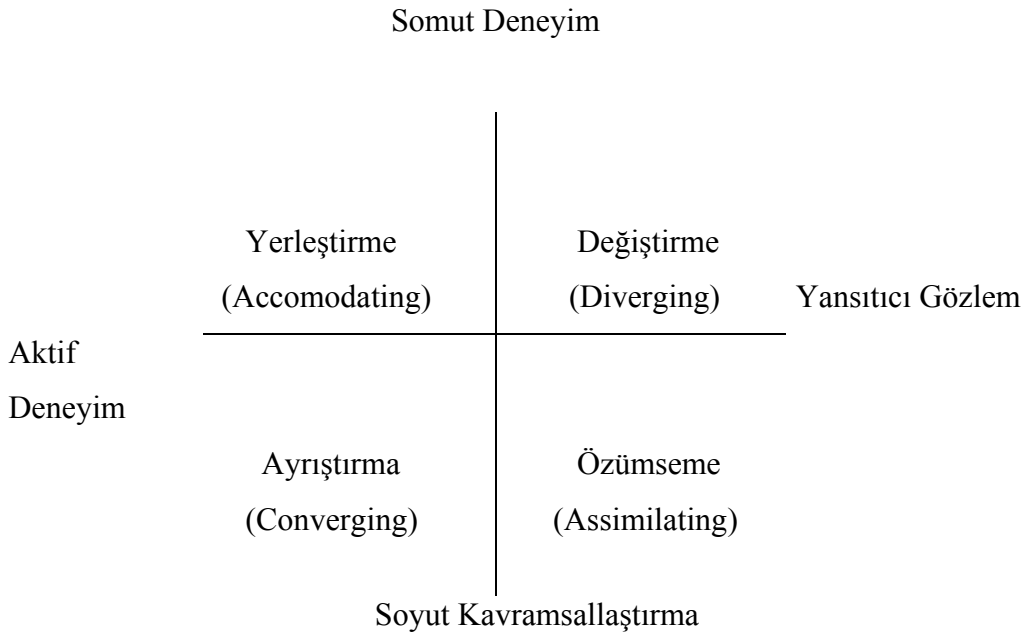 Somut Deneyim
Yerleştirme
(Accomodating)
Değiştirme
(Diverging)
Yansıtıcı Gözlem
Aktif
Deneyim
Ayrıştırma
(Converging)
Özümseme
(Assimilating)
Soyut Kavramsallaştırma